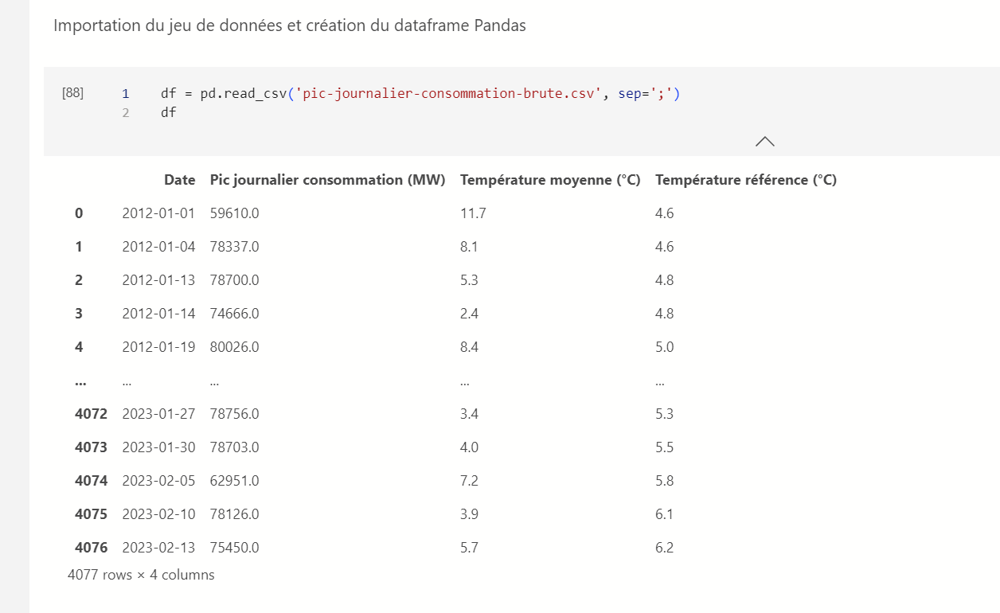 Importation du jeu de données et création du dataframe Pandas
[88] 1 df = pd.read_csv('pic-journalier-consommation-brute.csv', sep=';')
2 df
Date Pic journalier consommation (MW) Température moyenne (°C) Température référence (°C)
0 2012-01-01 59610.0 11.7 4.6
1 2012-01-04 78337.0 8.1 4.6
2 2012-01-13 78700.0 5.3 4.8
3 2012-01-14 74666.0 2.4 4.8
4 2012-01-19 80026.0 8.4 5.0
... ... ... ... ...
4072 2023-01-27 78756.0 3.4 5.3
4073 2023-01-30 78703.0 4.0 5.5
4074 2023-02-05 62951.0 7.2 5.8
4075 2023-02-10 78126.0 3.9 6.1
4076 2023-02-13 75450.0 5.7 6.2
4077 rows × 4 columns